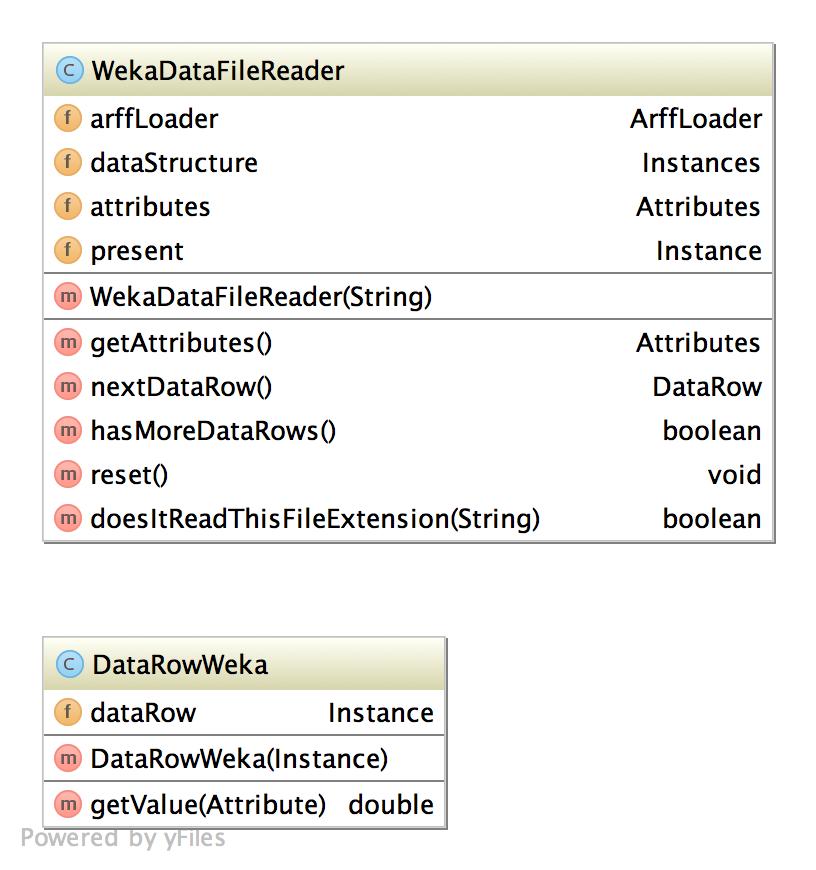 C WekaDataFileReader
f arffLoader ArffLoader
f dataStructure Instances
f attributes Attributes
f present Instance
m WekaDataFileReader(String)
m getAttributes() Attributes
m nextDataRow() DataRow
m hasMoreDataRows() boolean
m reset() void
m doesItReadThisFileExtension(String) boolean
C DataRowWeka
f dataRow Instance
m DataRowWeka(Instance)
m getValue(Attribute) double
Powered by yFiles